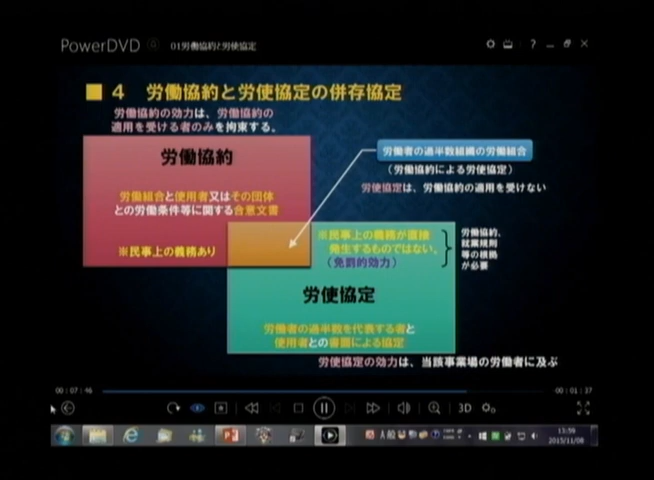 PowerDVD
01労働協約と労使協定
4 労働協約と労使協定の併存協定
労働協約の効力は、労働協約の
適用を受ける者のみを拘束する。
労働協約
労働組合と使用者又はその団体
との労働条件等に関する合意文書
※民事上の義務あり
労働者の過半数組織の労働組合
(労働協約による労使協定)
労使協定は、労働協約の適用を受けない
※民事上の義務が直接
発生するものではない。
(免罰的効力)
労働協約、
就業規則
等の根拠
が必要
労使協定
労働者の過半数を代表する者と
使用者との書面による協定
労使協定の効力は、当該事業場の労働者に及ぶ
00:07:46
-00:01:37
3D
13:59
2015/11/08